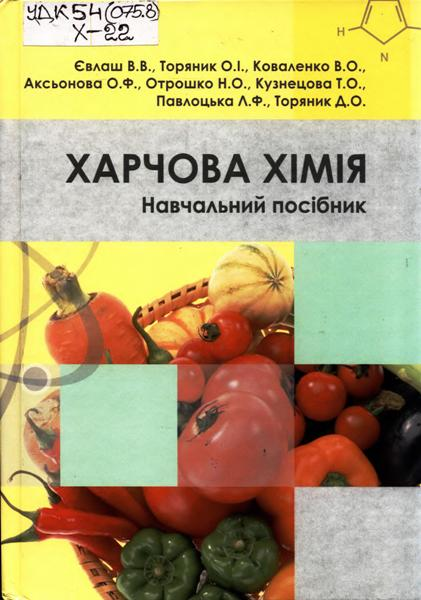 УДК 54(075.8)
Х-22
H
N
Євлаш В.В., Торяник О.І., Коваленко В.О.,
Аксьонова О.Ф., Отрошко Н.О., Кузнецова Т.О.,
Павлоцька Л.Ф., Торяник Д.О.
ХАРЧОВА ХІМІЯ
Навчальний посібник